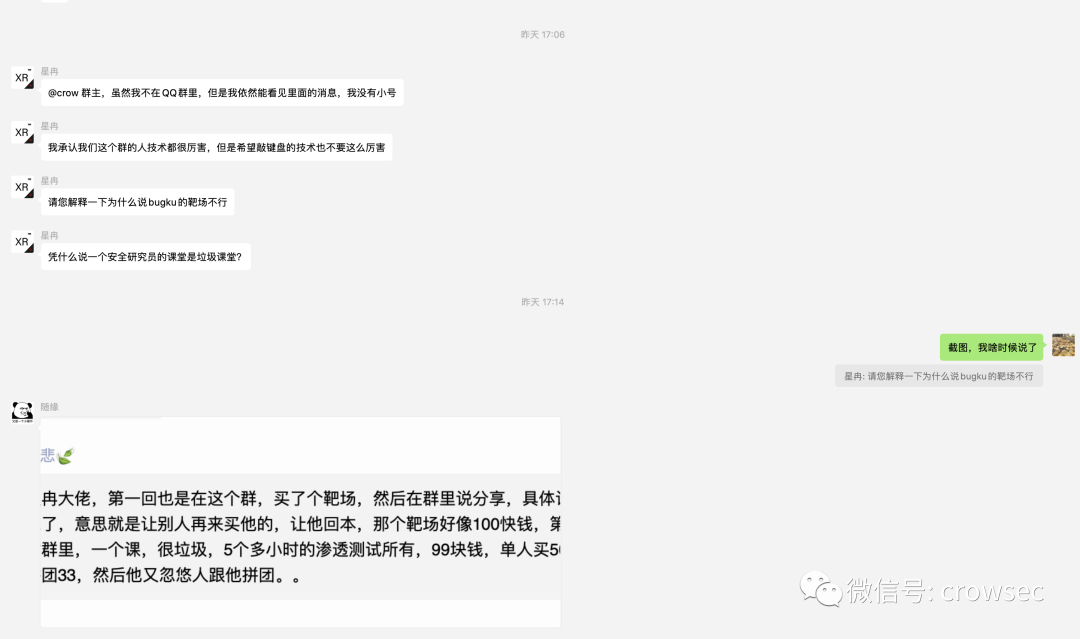 昨天 17:06
XR
星冉
@crow 群主，虽然我不在QQ群里，但是我依然能看见里面的消息，我没有小号
XR
星冉
我承认我们这个群的人技术都很厉害，但是希望敲键盘的技术也不要这么厉害
XR
星冉
请您解释一下为什么说bugku的靶场不行
XR
星冉
凭什么说一个安全研究员的课堂是垃圾课堂？
昨天 17:14
截图，我啥时候说了
星冉: 请您解释一下为什么说bugku的靶场不行
随缘
悲
冉大佬，第一回也是在这个群，买了个靶场，然后在群里说分享，具体
了，意思就是让别人再来买他的，让他回本，那个靶场好像100快钱，第
群里，一个课，很垃圾，5个多小时的渗透测试所有，99块钱，单人买5
团33，然后他又忽悠人跟他拼团。。
微信号: crowsec